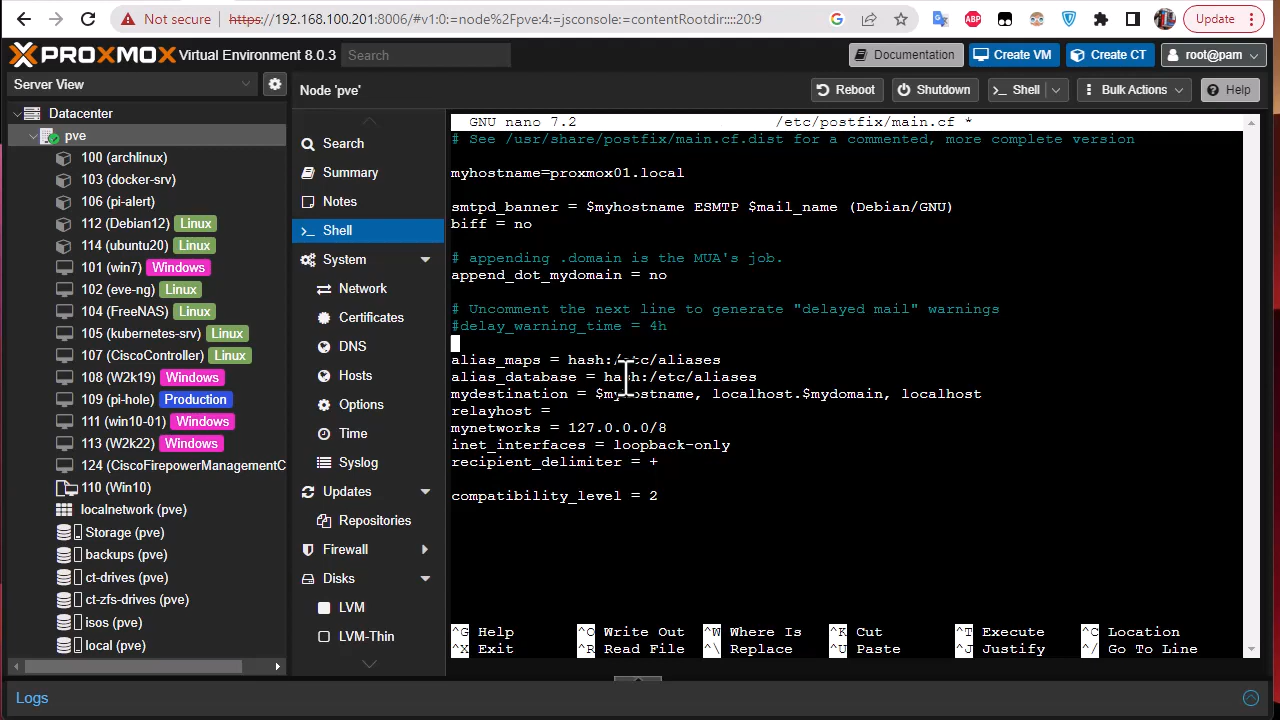 Not secure https://192.168.100.201:8006/#v1:0:=node%2Fpve:4:=jsconsole=contentRootdir:::20:9 ABP Update
PROXMOX Virtual Environment 8.0.3 Search Documentation Create VM Create CT root@pam
Server View Node 'pve' Reboot Shutdown >_ Shell Bulk Actions Help
Datacenter
pve
100 (archlinux)
103 (docker-srv)
106 (pi-alert)
112 (Debian12) Linux
114 (ubuntu20) Linux
101 (win7) Windows
102 (eve-ng) Linux
104 (FreeNAS) Linux
105 (kubernetes-srv) Linux
107 (CiscoController) Linux
108 (W2k19) Windows
109 (pi-hole) Production
111 (win10-01) Windows
113 (W2k22) Windows
124 (CiscoFirepowerManagementC
110 (Win10)
localnetwork (pve)
Storage (pve)
backups (pve)
ct-drives (pve)
ct-zfs-drives (pve)
isos (pve)
local (pve)
Search
Summary
Notes
>_ Shell
System
Network
Certificates
DNS
Hosts
Options
Time
Syslog
Updates
Repositories
Firewall
Disks
LVM
LVM-Thin
GNU nano 7.2 /etc/postfix/main.cf *
# See /usr/share/postfix/main.cf.dist for a commented, more complete version
myhostname=proxmox01.local
smtpd_banner = $myhostname ESMTP $mail_name (Debian/GNU)
biff = no
# appending .domain is the MUA's job.
append_dot_mydomain = no
# Uncomment the next line to generate "delayed mail" warnings
#delay_warning_time = 4h
alias_maps = hash:/etc/aliases
alias_database = hash:/etc/aliases
mydestination = $myhostname, localhost.$mydomain, localhost
relayhost =
mynetworks = 127.0.0.0/8
inet_interfaces = loopback-only
recipient_delimiter = +
compatibility_level = 2
^G Help ^O Write Out ^W Where Is ^K Cut ^T Execute ^C Location
^X Exit ^R Read File ^\ Replace ^U Paste ^J Justify ^/ Go To Line
Logs